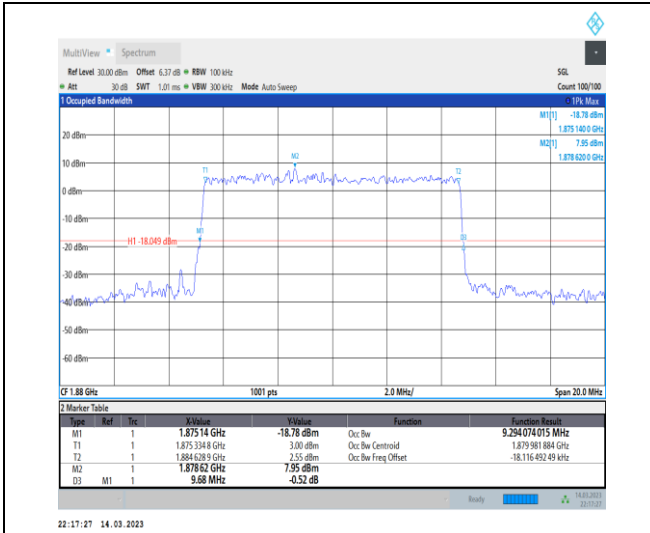 MultiView Spectrum
Ref Level 30.00 dBm Offset 6.37 dB RBW 100 kHz SGL
Att 30 dB SWT 1.01 ms VBW 300 kHz Mode Auto Sweep Count 100/100
1 Occupied Bandwidth 1Pk Max
M1[1] -18.78 dBm
1.875 140 0 GHz
M2[1] 7.95 dBm
1.878 620 0 GHz
20 dBm
10 dBm
0 dBm
-10 dBm
-20 dBm
-30 dBm
-40 dBm
-50 dBm
-60 dBm
T1
M2
T2
M1
D3
H1 -18.049 dBm
CF 1.88 GHz 1001 pts 2.0 MHz/ Span 20.0 MHz
2 Marker Table
Type Ref Trc X-Value Y-Value Function Function Result
M1 1 1.87514 GHz -18.78 dBm Occ Bw 9.294 074 015 MHz
T1 1 1.875 334 8 GHz 3.00 dBm Occ Bw Centroid 1.879 981 884 GHz
T2 1 1.884 628 9 GHz 2.55 dBm Occ Bw Freq Offset -18.116 492 49 kHz
M2 1 1.87862 GHz 7.95 dBm
D3 M1 1 9.68 MHz -0.52 dB
Ready 14.03.2023
22:17:27
22:17:27 14.03.2023